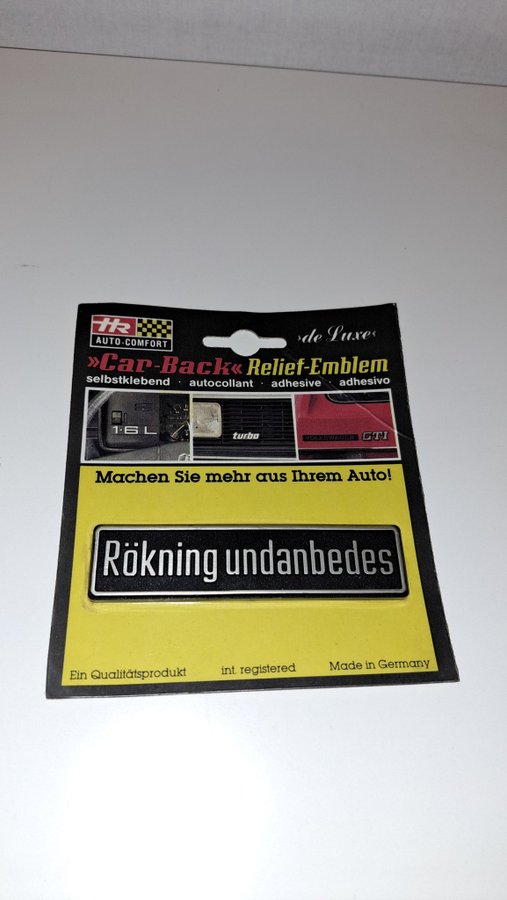 HR
AUTO-COMFORT
›de Luxe‹
»Car-Back« Relief-Emblem
selbstklebend · autocollant · adhesive · adhesivo
1.6 L
turbo
GTI
Machen Sie mehr aus Ihrem Auto!
Rökning undanbedes
Ein Qualitätsprodukt int. registered Made in Germany